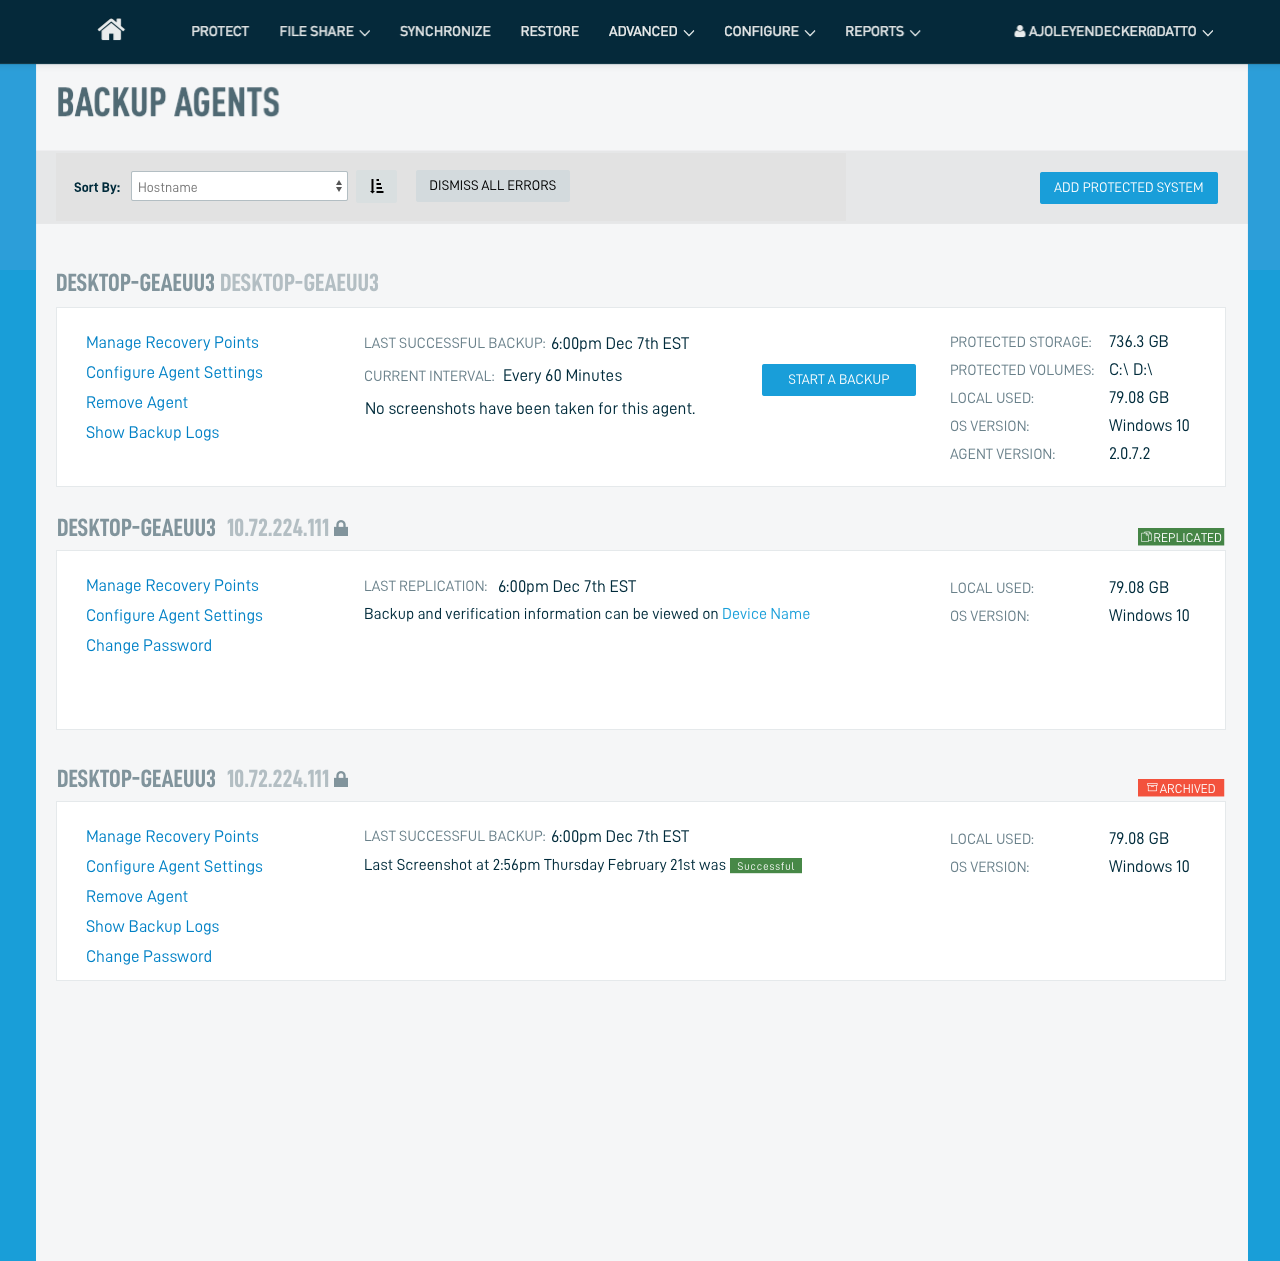 PROTECT FILE SHARE SYNCHRONIZE RESTORE ADVANCED CONFIGURE REPORTS AJOLEYENDECKER@DATTO
BACKUP AGENTS
Sort By: Hostname DISMISS ALL ERRORS ADD PROTECTED SYSTEM
DESKTOP-GEAEUU3 DESKTOP-GEAEUU3
Manage Recovery Points
Configure Agent Settings
Remove Agent
Show Backup Logs
LAST SUCCESSFUL BACKUP: 6:00pm Dec 7th EST
CURRENT INTERVAL: Every 60 Minutes
No screenshots have been taken for this agent.
START A BACKUP
PROTECTED STORAGE: 736.3 GB
PROTECTED VOLUMES: C:\ D:\
LOCAL USED: 79.08 GB
OS VERSION: Windows 10
AGENT VERSION: 2.0.7.2
DESKTOP-GEAEUU3 10.72.224.111
REPLICATED
Manage Recovery Points
Configure Agent Settings
Change Password
LAST REPLICATION: 6:00pm Dec 7th EST
Backup and verification information can be viewed on Device Name
LOCAL USED: 79.08 GB
OS VERSION: Windows 10
DESKTOP-GEAEUU3 10.72.224.111
ARCHIVED
Manage Recovery Points
Configure Agent Settings
Remove Agent
Show Backup Logs
Change Password
LAST SUCCESSFUL BACKUP: 6:00pm Dec 7th EST
Last Screenshot at 2:56pm Thursday February 21st was Successful
LOCAL USED: 79.08 GB
OS VERSION: Windows 10